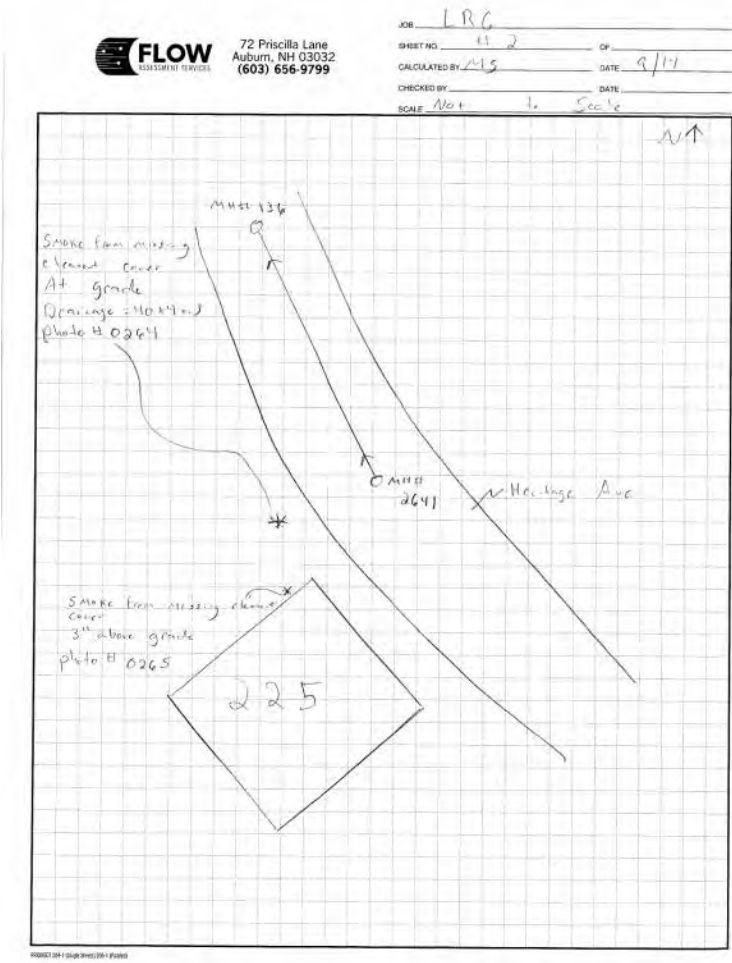 FLOW
ASSESSMENT SERVICES
72 Priscilla Lane
Auburn, NH 03032
(603) 656-9799
JOB LRG
SHEET NO. # 2 OF
CALCULATED BY MS DATE 9/14
CHECKED BY DATE
SCALE Not to Scale
N
MH# 136
Smoke from missing
cleanout cover
At grade
Drainage = 40x4x.3
photo # 0264
MH#
2641
N Heritage Ave
Smoke from missing cleanout
cover
3" above grade
photo # 0265
225